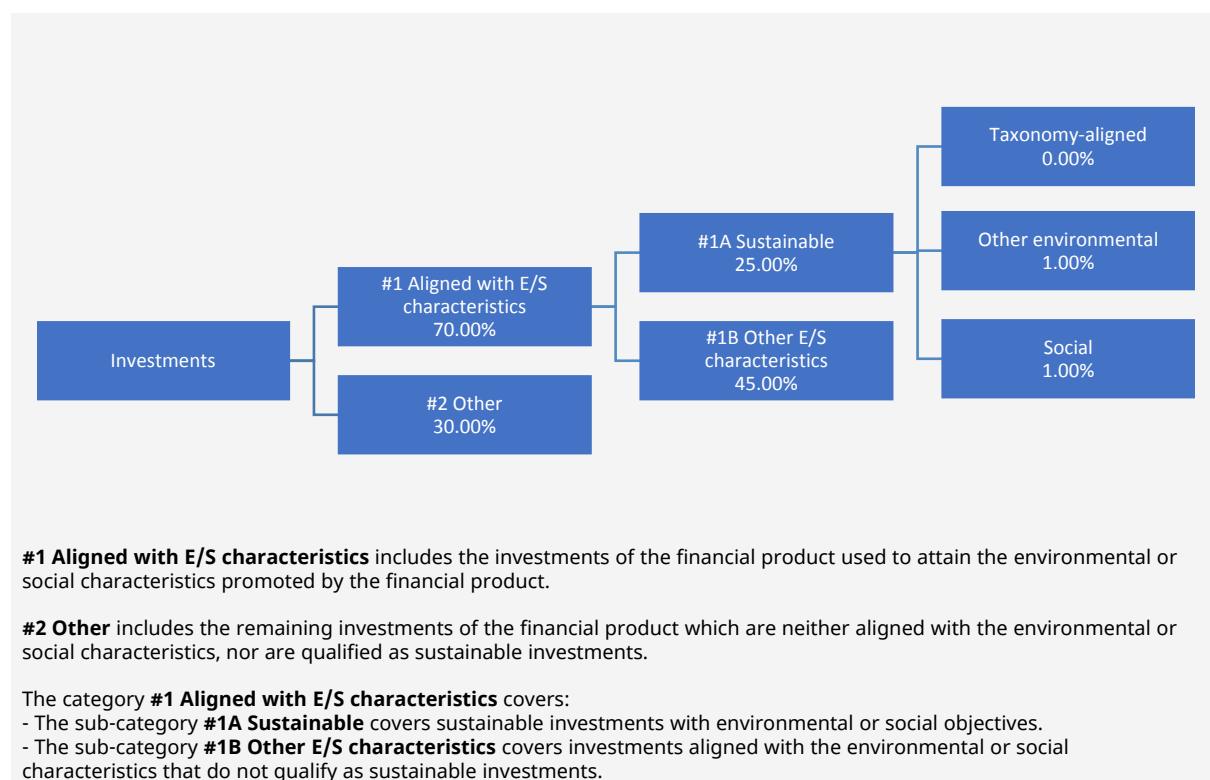 Investments
#1 Aligned with E/S
characteristics
70.00%
#2 Other
30.00%
#1A Sustainable
25.00%
#1B Other E/S
characteristics
45.00%
Taxonomy-aligned
0.00%
Other environmental
1.00%
Social
1.00%
#1 Aligned with E/S characteristics includes the investments of the financial product used to attain the environmental or
social characteristics promoted by the financial product.
#2 Other includes the remaining investments of the financial product which are neither aligned with the environmental or
social characteristics, nor are qualified as sustainable investments.
The category #1 Aligned with E/S characteristics covers:
- The sub-category #1A Sustainable covers sustainable investments with environmental or social objectives.
- The sub-category #1B Other E/S characteristics covers investments aligned with the environmental or social
characteristics that do not qualify as sustainable investments.